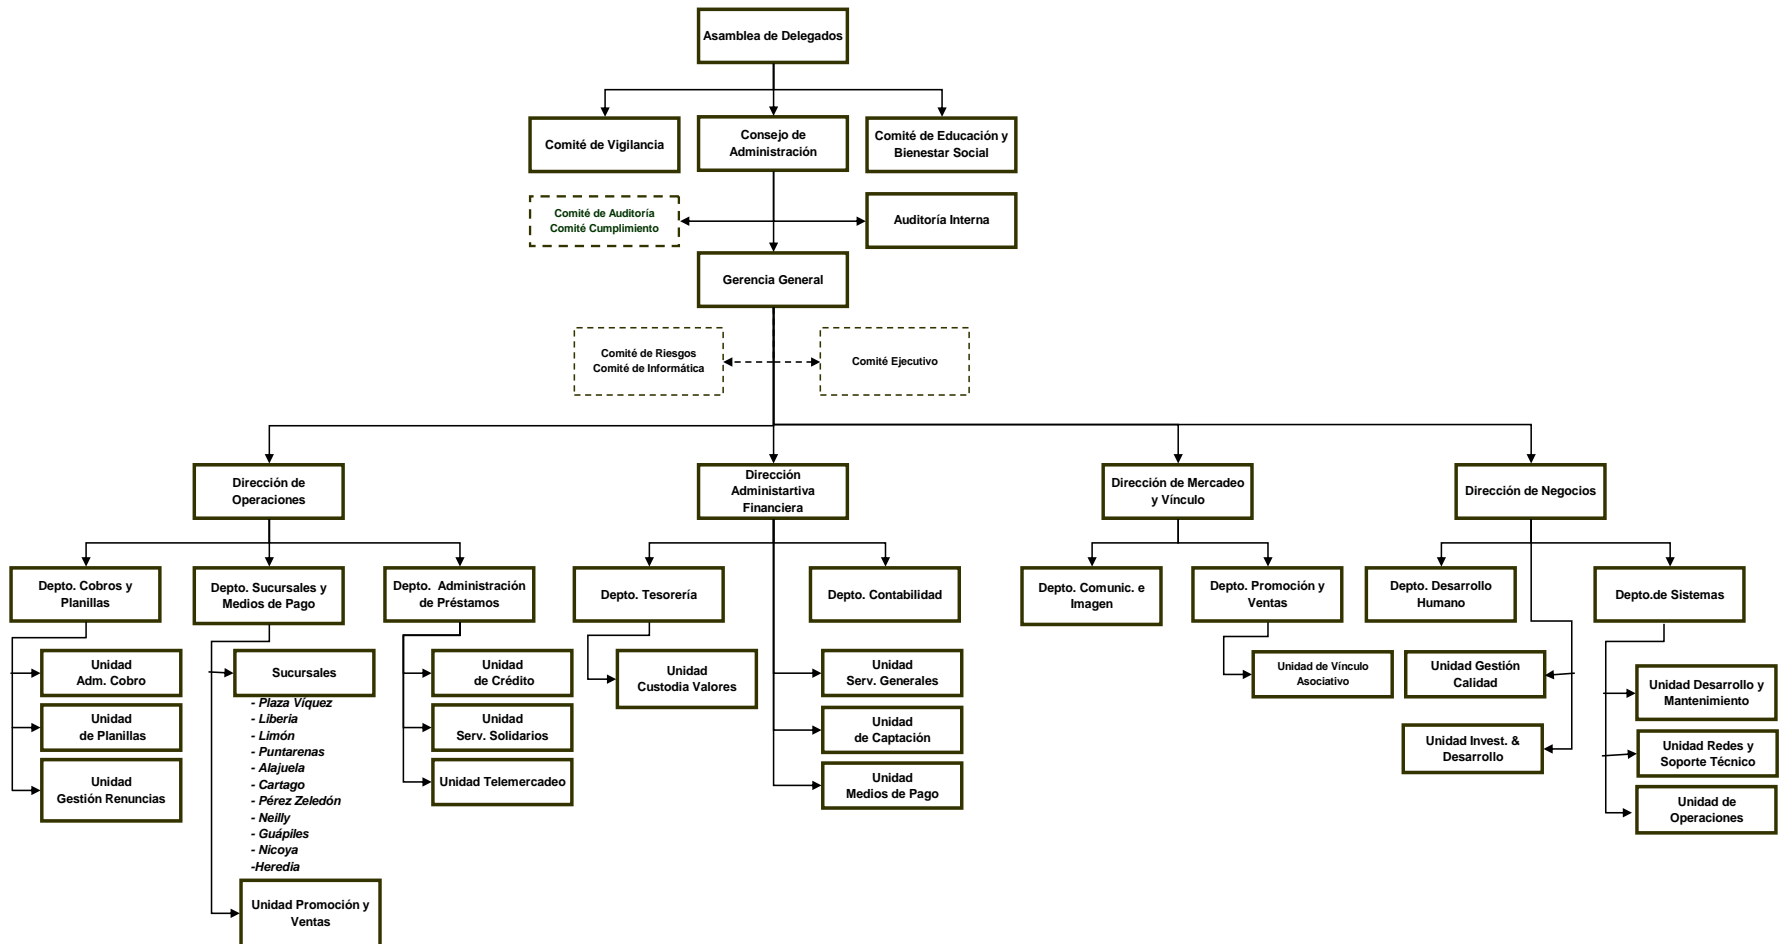 Asamblea de Delegados
Comité de Vigilancia
Consejo de
Administración
Comité de Educación y
Bienestar Social
Comité de Auditoría
Comité Cumplimiento
Auditoría Interna
Gerencia General
Comité de Riesgos
Comité de Informática
Comité Ejecutivo
Dirección de
Operaciones
Dirección
Administartiva
Financiera
Dirección de Mercadeo
y Vínculo
Dirección de Negocios
Depto. Cobros y
Planillas
Depto. Sucursales y
Medios de Pago
Depto. Administración
de Préstamos
Depto. Tesorería
Depto. Contabilidad
Depto. Comunic. e
Imagen
Depto. Promoción y
Ventas
Depto. Desarrollo
Humano
Depto.de Sistemas
Unidad
Adm. Cobro
Unidad
de Planillas
Unidad
Gestión Renuncias
Sucursales
- Plaza Víquez
- Liberia
- Limón
- Puntarenas
- Alajuela
- Cartago
- Pérez Zeledón
- Neilly
- Guápiles
- Nicoya
-Heredia
Unidad Promoción y
Ventas
Unidad
de Crédito
Unidad
Serv. Solidarios
Unidad Telemercadeo
Unidad
Custodia Valores
Unidad
Serv. Generales
Unidad
de Captación
Unidad
Medios de Pago
Unidad de Vínculo
Asociativo
Unidad Gestión
Calidad
Unidad Invest. &
Desarrollo
Unidad Desarrollo y
Mantenimiento
Unidad Redes y
Soporte Técnico
Unidad de
Operaciones